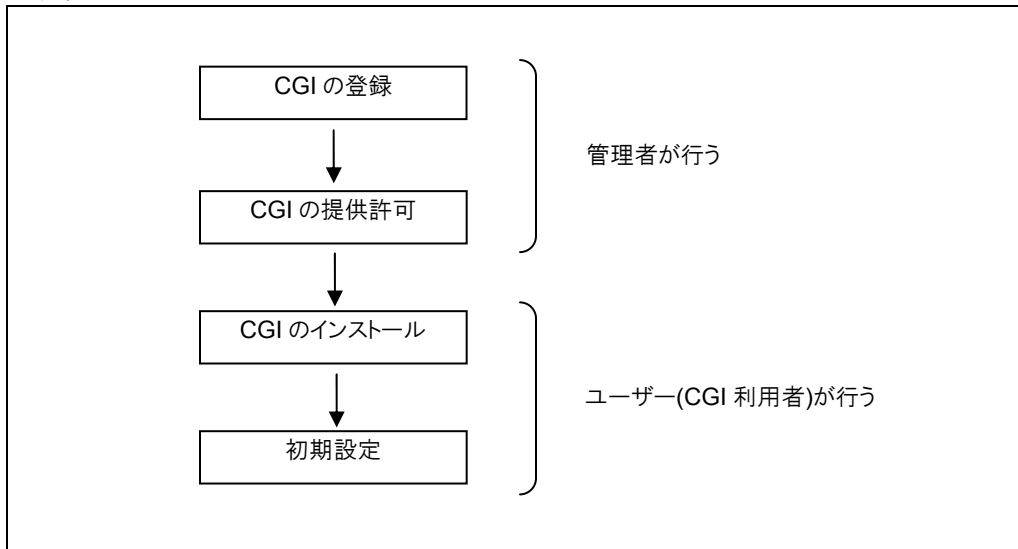 CGI の登録
管理者が行う
CGI の提供許可
CGI のインストール
ユーザー(CGI 利用者)が行う
初期設定